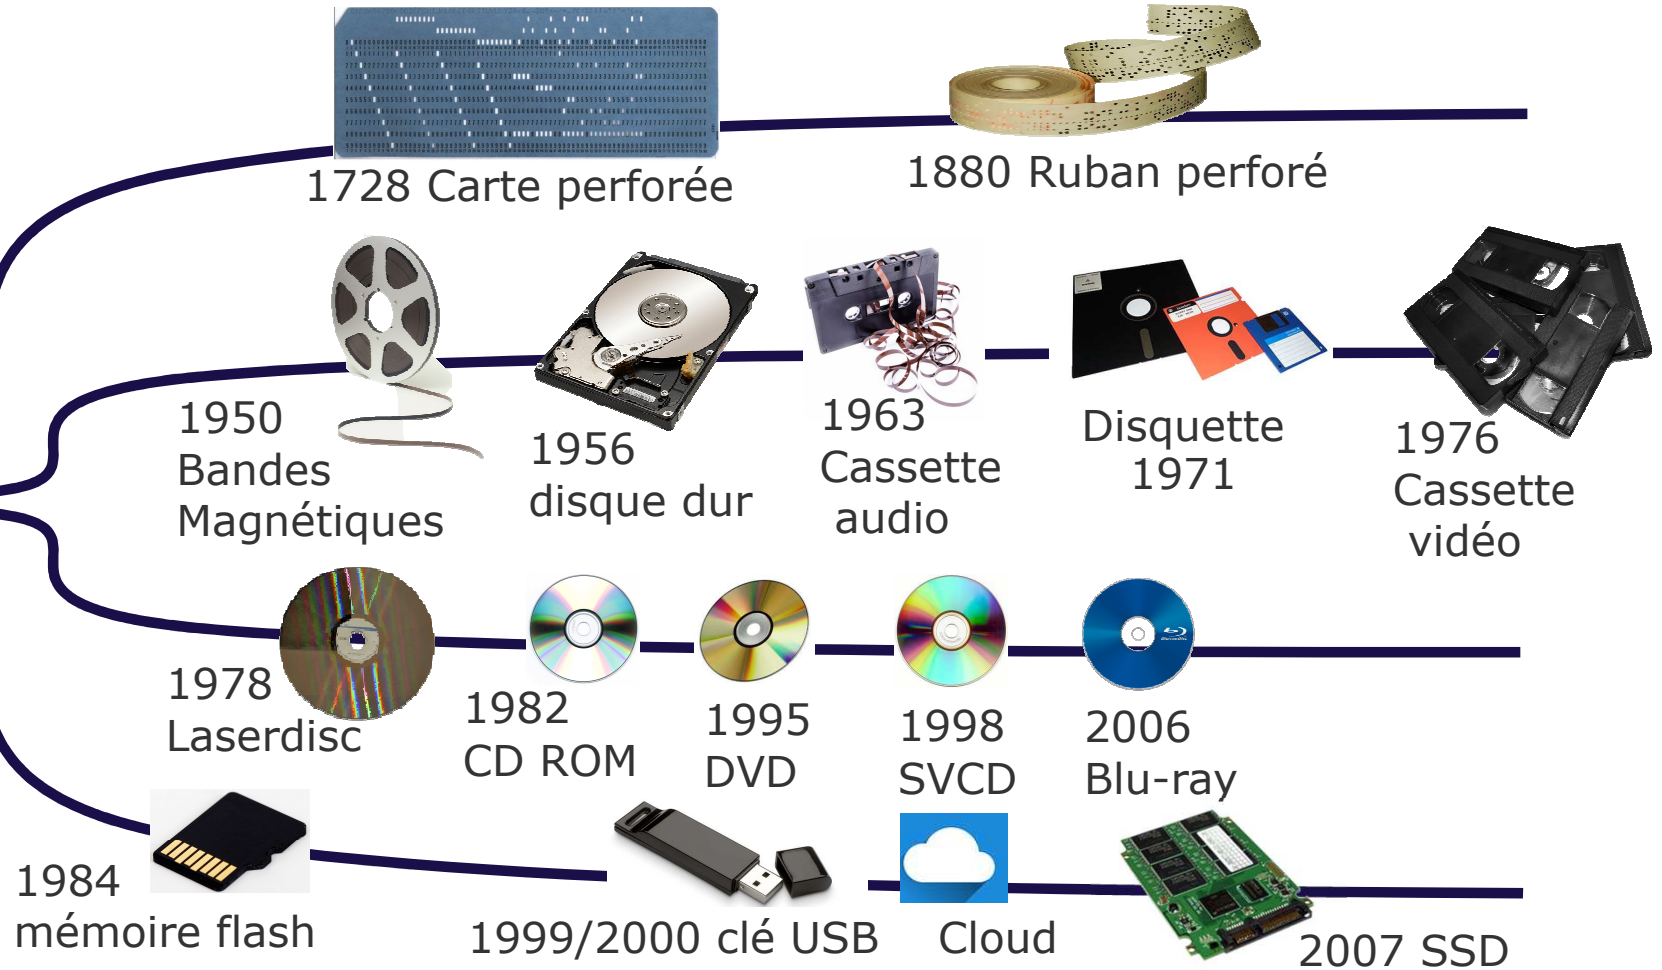 1728 Carte perforée
1880 Ruban perforé
1950
Bandes
Magnétiques
1956
disque dur
1963
Cassette
audio
Disquette
1971
1976
Cassette
vidéo
1978
Laserdisc
1982
CD ROM
1995
DVD
1998
SVCD
2006
Blu-ray
1984
mémoire flash
1999/2000 clé USB
Cloud
2007 SSD